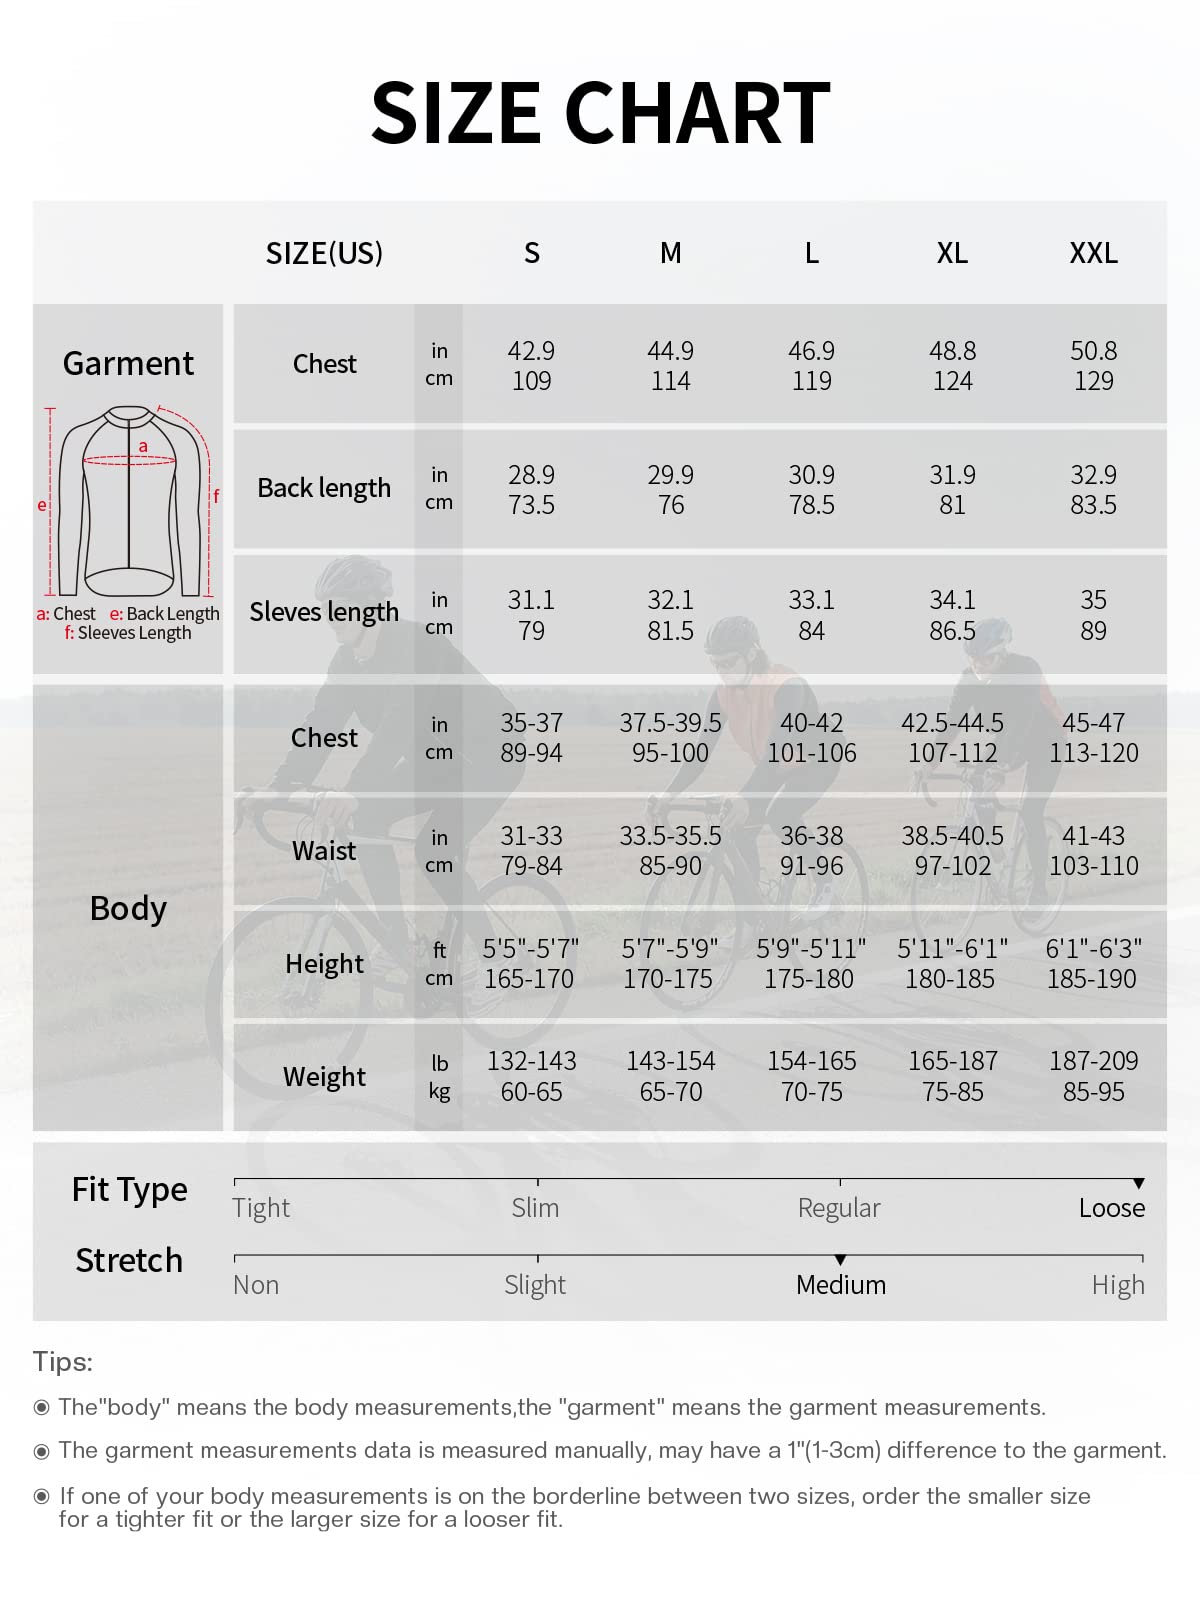 SIZE CHART
SIZE(US) S M L XL XXL
Garment
a
e
f
a: Chest e: Back Length
f: Sleeves Length
Chest
in 42.9 44.9 46.9 48.8 50.8
cm 109 114 119 124 129
Back length
in 28.9 29.9 30.9 31.9 32.9
cm 73.5 76 78.5 81 83.5
Sleves length
in 31.1 32.1 33.1 34.1 35
cm 79 81.5 84 86.5 89
Body
Chest
in 35-37 37.5-39.5 40-42 42.5-44.5 45-47
cm 89-94 95-100 101-106 107-112 113-120
Waist
in 31-33 33.5-35.5 36-38 38.5-40.5 41-43
cm 79-84 85-90 91-96 97-102 103-110
Height
ft 5'5"-5'7" 5'7"-5'9" 5'9"-5'11" 5'11"-6'1" 6'1"-6'3"
cm 165-170 170-175 175-180 180-185 185-190
Weight
lb 132-143 143-154 154-165 165-187 187-209
kg 60-65 65-70 70-75 75-85 85-95
Fit Type
Tight Slim Regular Loose
Stretch
Non Slight Medium High
Tips:
◉ The"body" means the body measurements,the "garment" means the garment measurements.
◉ The garment measurements data is measured manually, may have a 1"(1-3cm) difference to the garment.
◉ If one of your body measurements is on the borderline between two sizes, order the smaller size
for a tighter fit or the larger size for a looser fit.